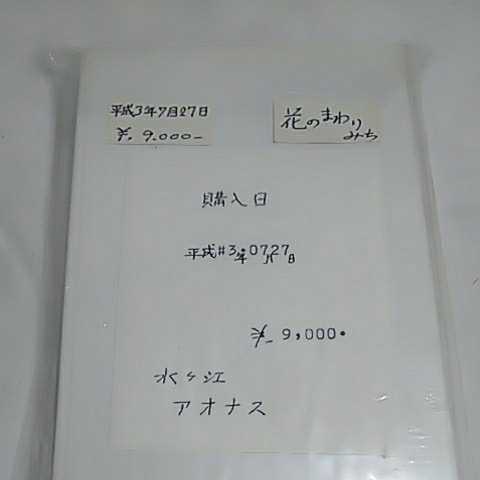 平成3年7月27日
¥. 9.000-
花のまわり
みち
購入日
平成#3年07月27日
¥- 9,000.
水ヶ江
アオナス